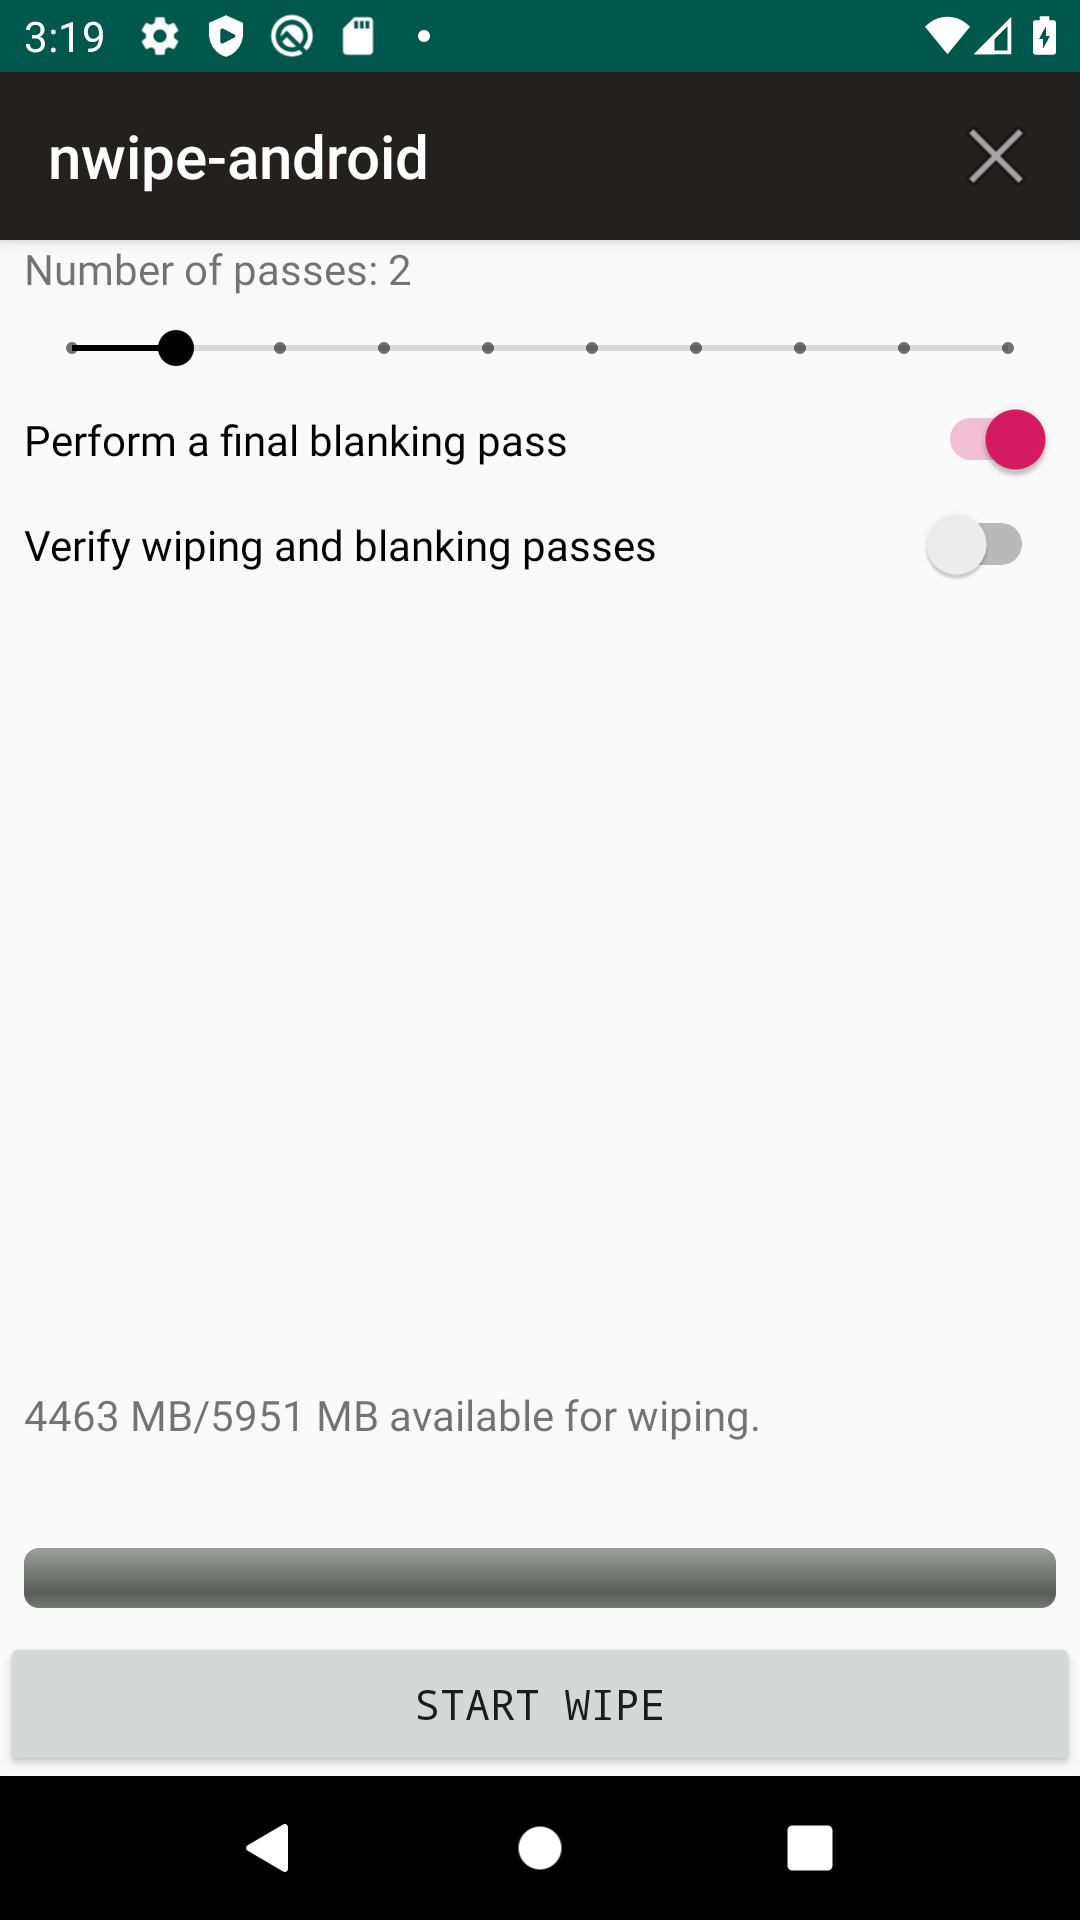 3:19
nwipe-android
Number of passes: 2
Perform a final blanking pass
Verify wiping and blanking passes
4463 MB/5951 MB available for wiping.
START WIPE